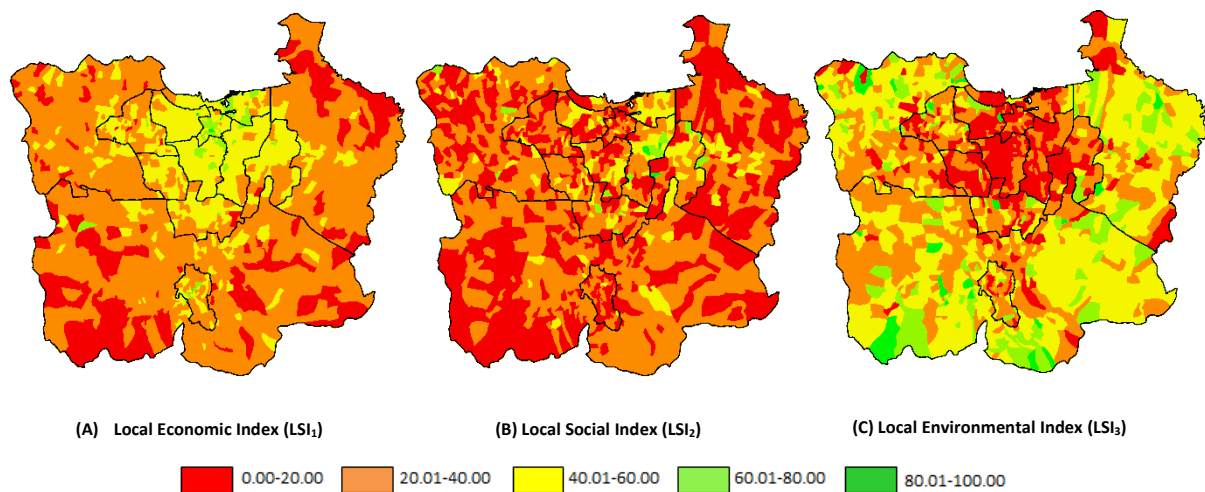 (A) Local Economic Index (LSI₁) (B) Local Social Index (LSI₂) (C) Local Environmental Index (LSI₃)
0.00-20.00 20.01-40.00 40.01-60.00 60.01-80.00 80.01-100.00